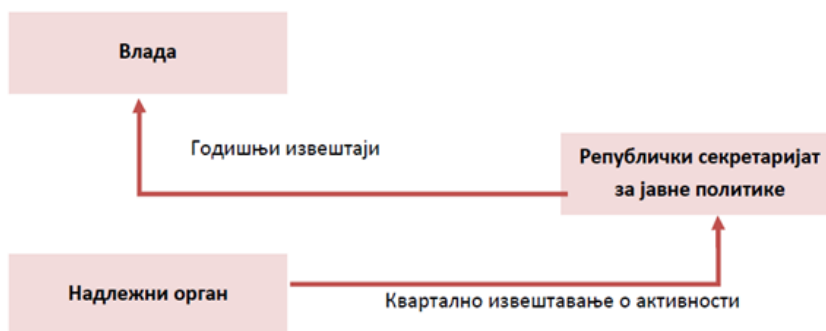 Влада
Годишњи извештаји
Републички секретаријат
за јавне политике
Надлежни орган
Квартално извештавање о активности